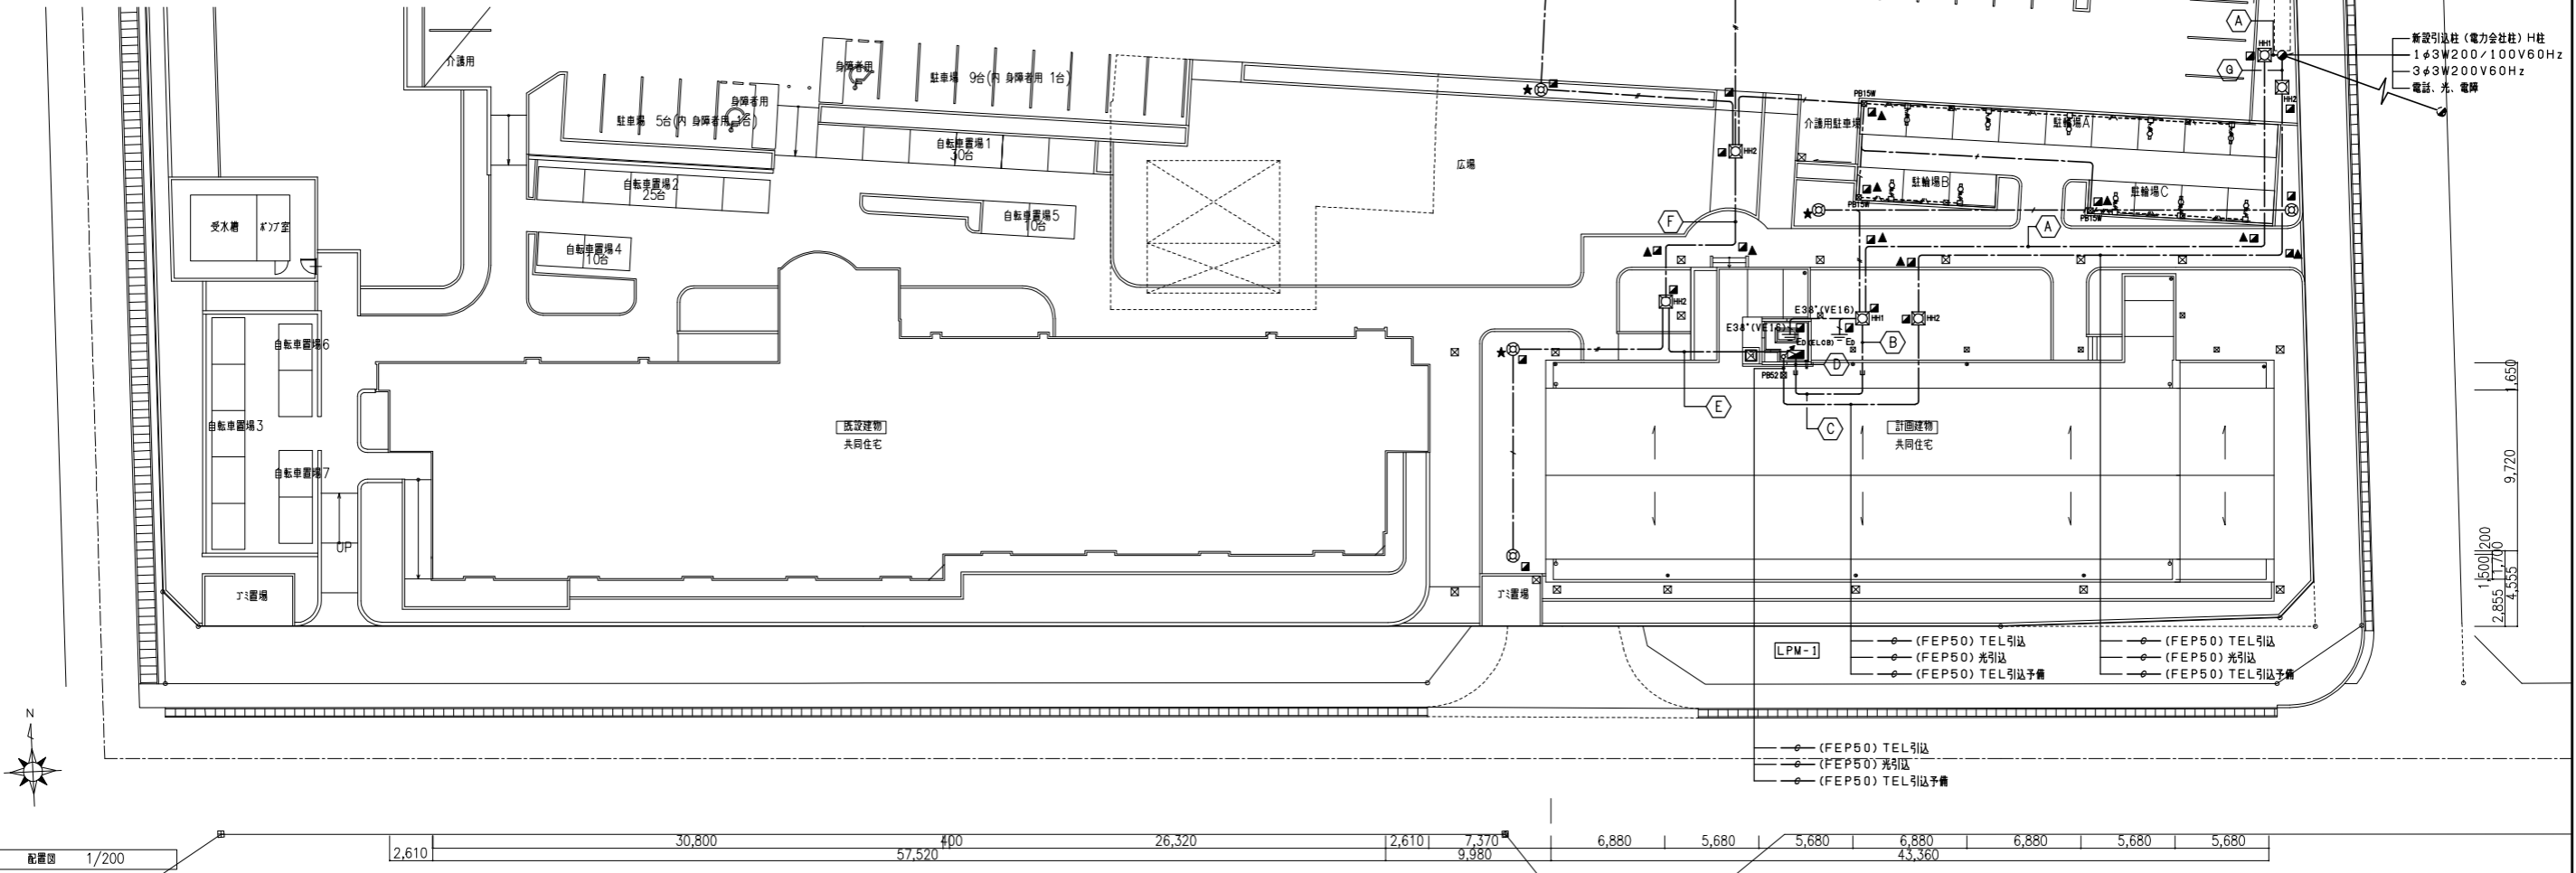 介護用
身障者用
駐車場 9台(内 身障者用 1台)
身障者用
駐車場 5台(内 身障者用 1台)
自転車置場1
30台
自転車置場2
25台
自転車置場5
10台
自転車置場4
10台
受水槽
ポンプ室
自転車置場6
自転車置場3
自転車置場7
UP
ゴミ置場
既設建物
共同住宅
広場
A
HH1
G
HH2
新設引込柱(電力会社柱)H柱
1φ3W200/100V60Hz
3φ3W200V60Hz
電話、光、電障
PB15W
介護用駐車場
駐輪場A
HH2
駐輪場B
PB15W
駐輪場C
PB15W
F
A
HH2
E38°(VE16)
E38°(VE16)
HH1
HH2
ED(ELCB)
ED
B
D
PB52
E
C
計画建物
共同住宅
ゴミ置場
LPM-1
(FEP50) TEL引込
(FEP50) 光引込
(FEP50) TEL引込予備
(FEP50) TEL引込
(FEP50) 光引込
(FEP50) TEL引込予備
(FEP50) TEL引込
(FEP50) 光引込
(FEP50) TEL引込予備
1,650
9,720
200
1,500
1,700
2,855
4,555
N
配置図 1/200
2,610
30,800
400
26,320
2,610
7,370
6,880
5,680
5,680
6,880
6,880
5,680
5,680
57,520
9,980
43,360